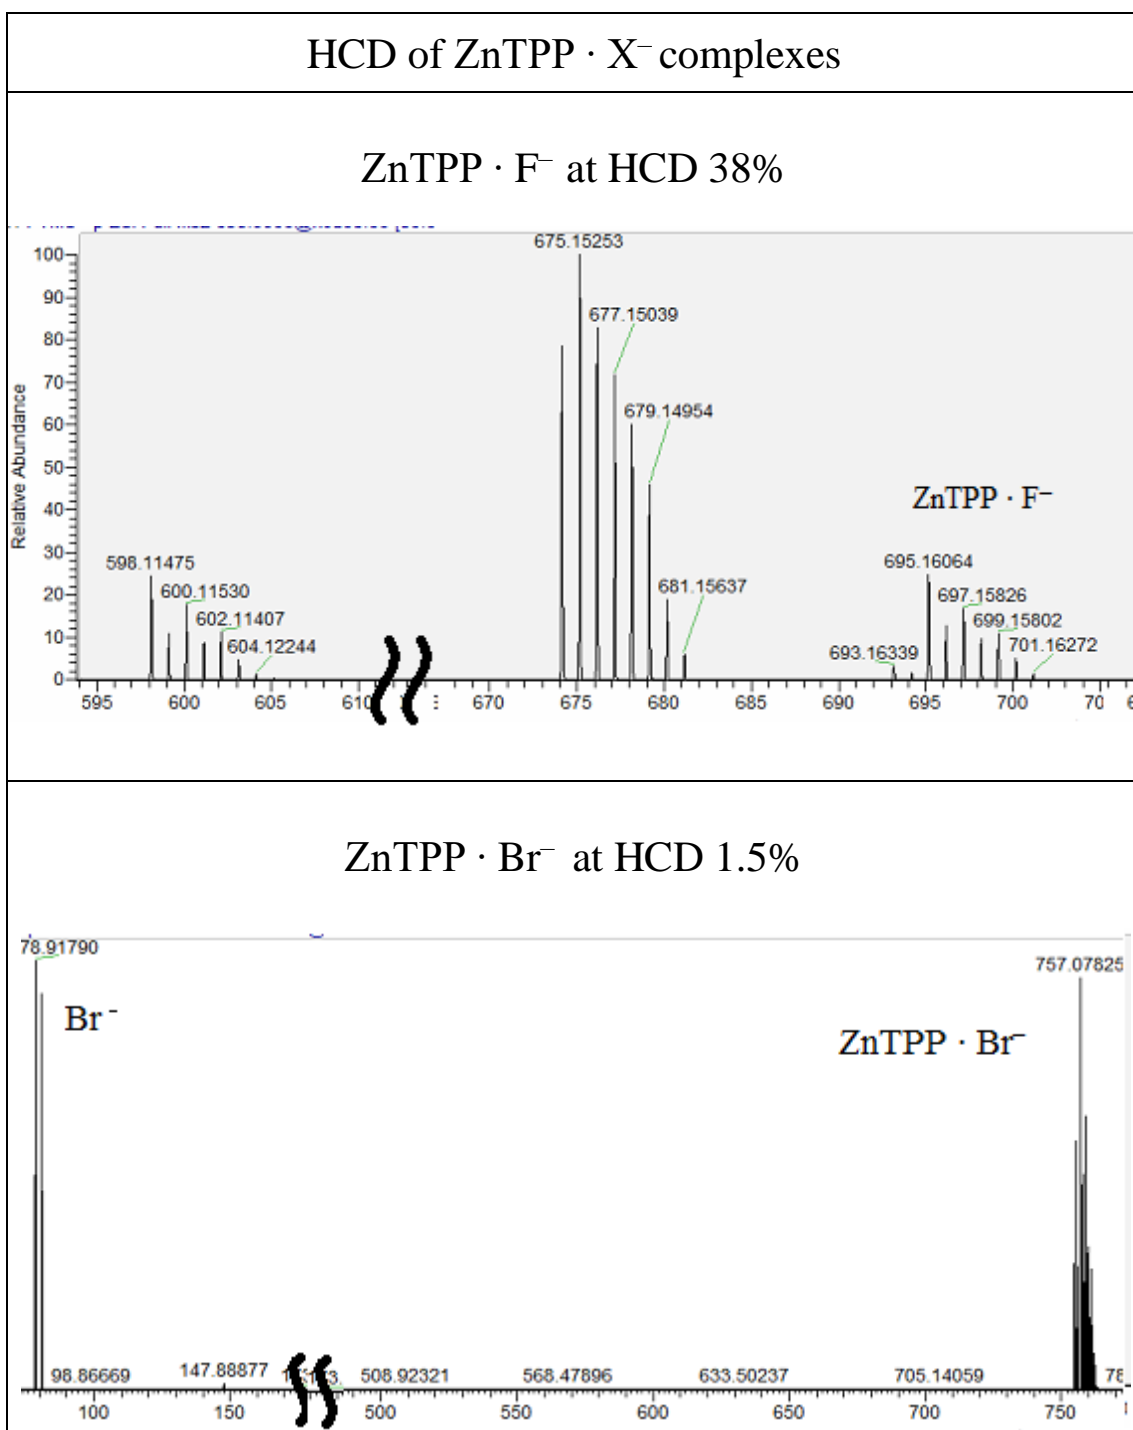 HCD of ZnTPP · X⁻ complexes
ZnTPP · F⁻ at HCD 38%
675.15253
100
90
677.15039
80
70
679.14954
60
50
ZnTPP · F⁻
40
30
598.11475
695.16064
600.11530
681.15637
697.15826
20
602.11407
699.15802
10
604.12244
693.16339
701.16272
0
Relative Abundance
595 600 605 610 670 675 680 685 690 695 700 70
ZnTPP · Br⁻ at HCD 1.5%
78.91790
757.07825
Br⁻
ZnTPP · Br⁻
98.86669 147.88877 508.92321 568.47896 633.50237 705.14059 78
100 150 500 550 600 650 700 750